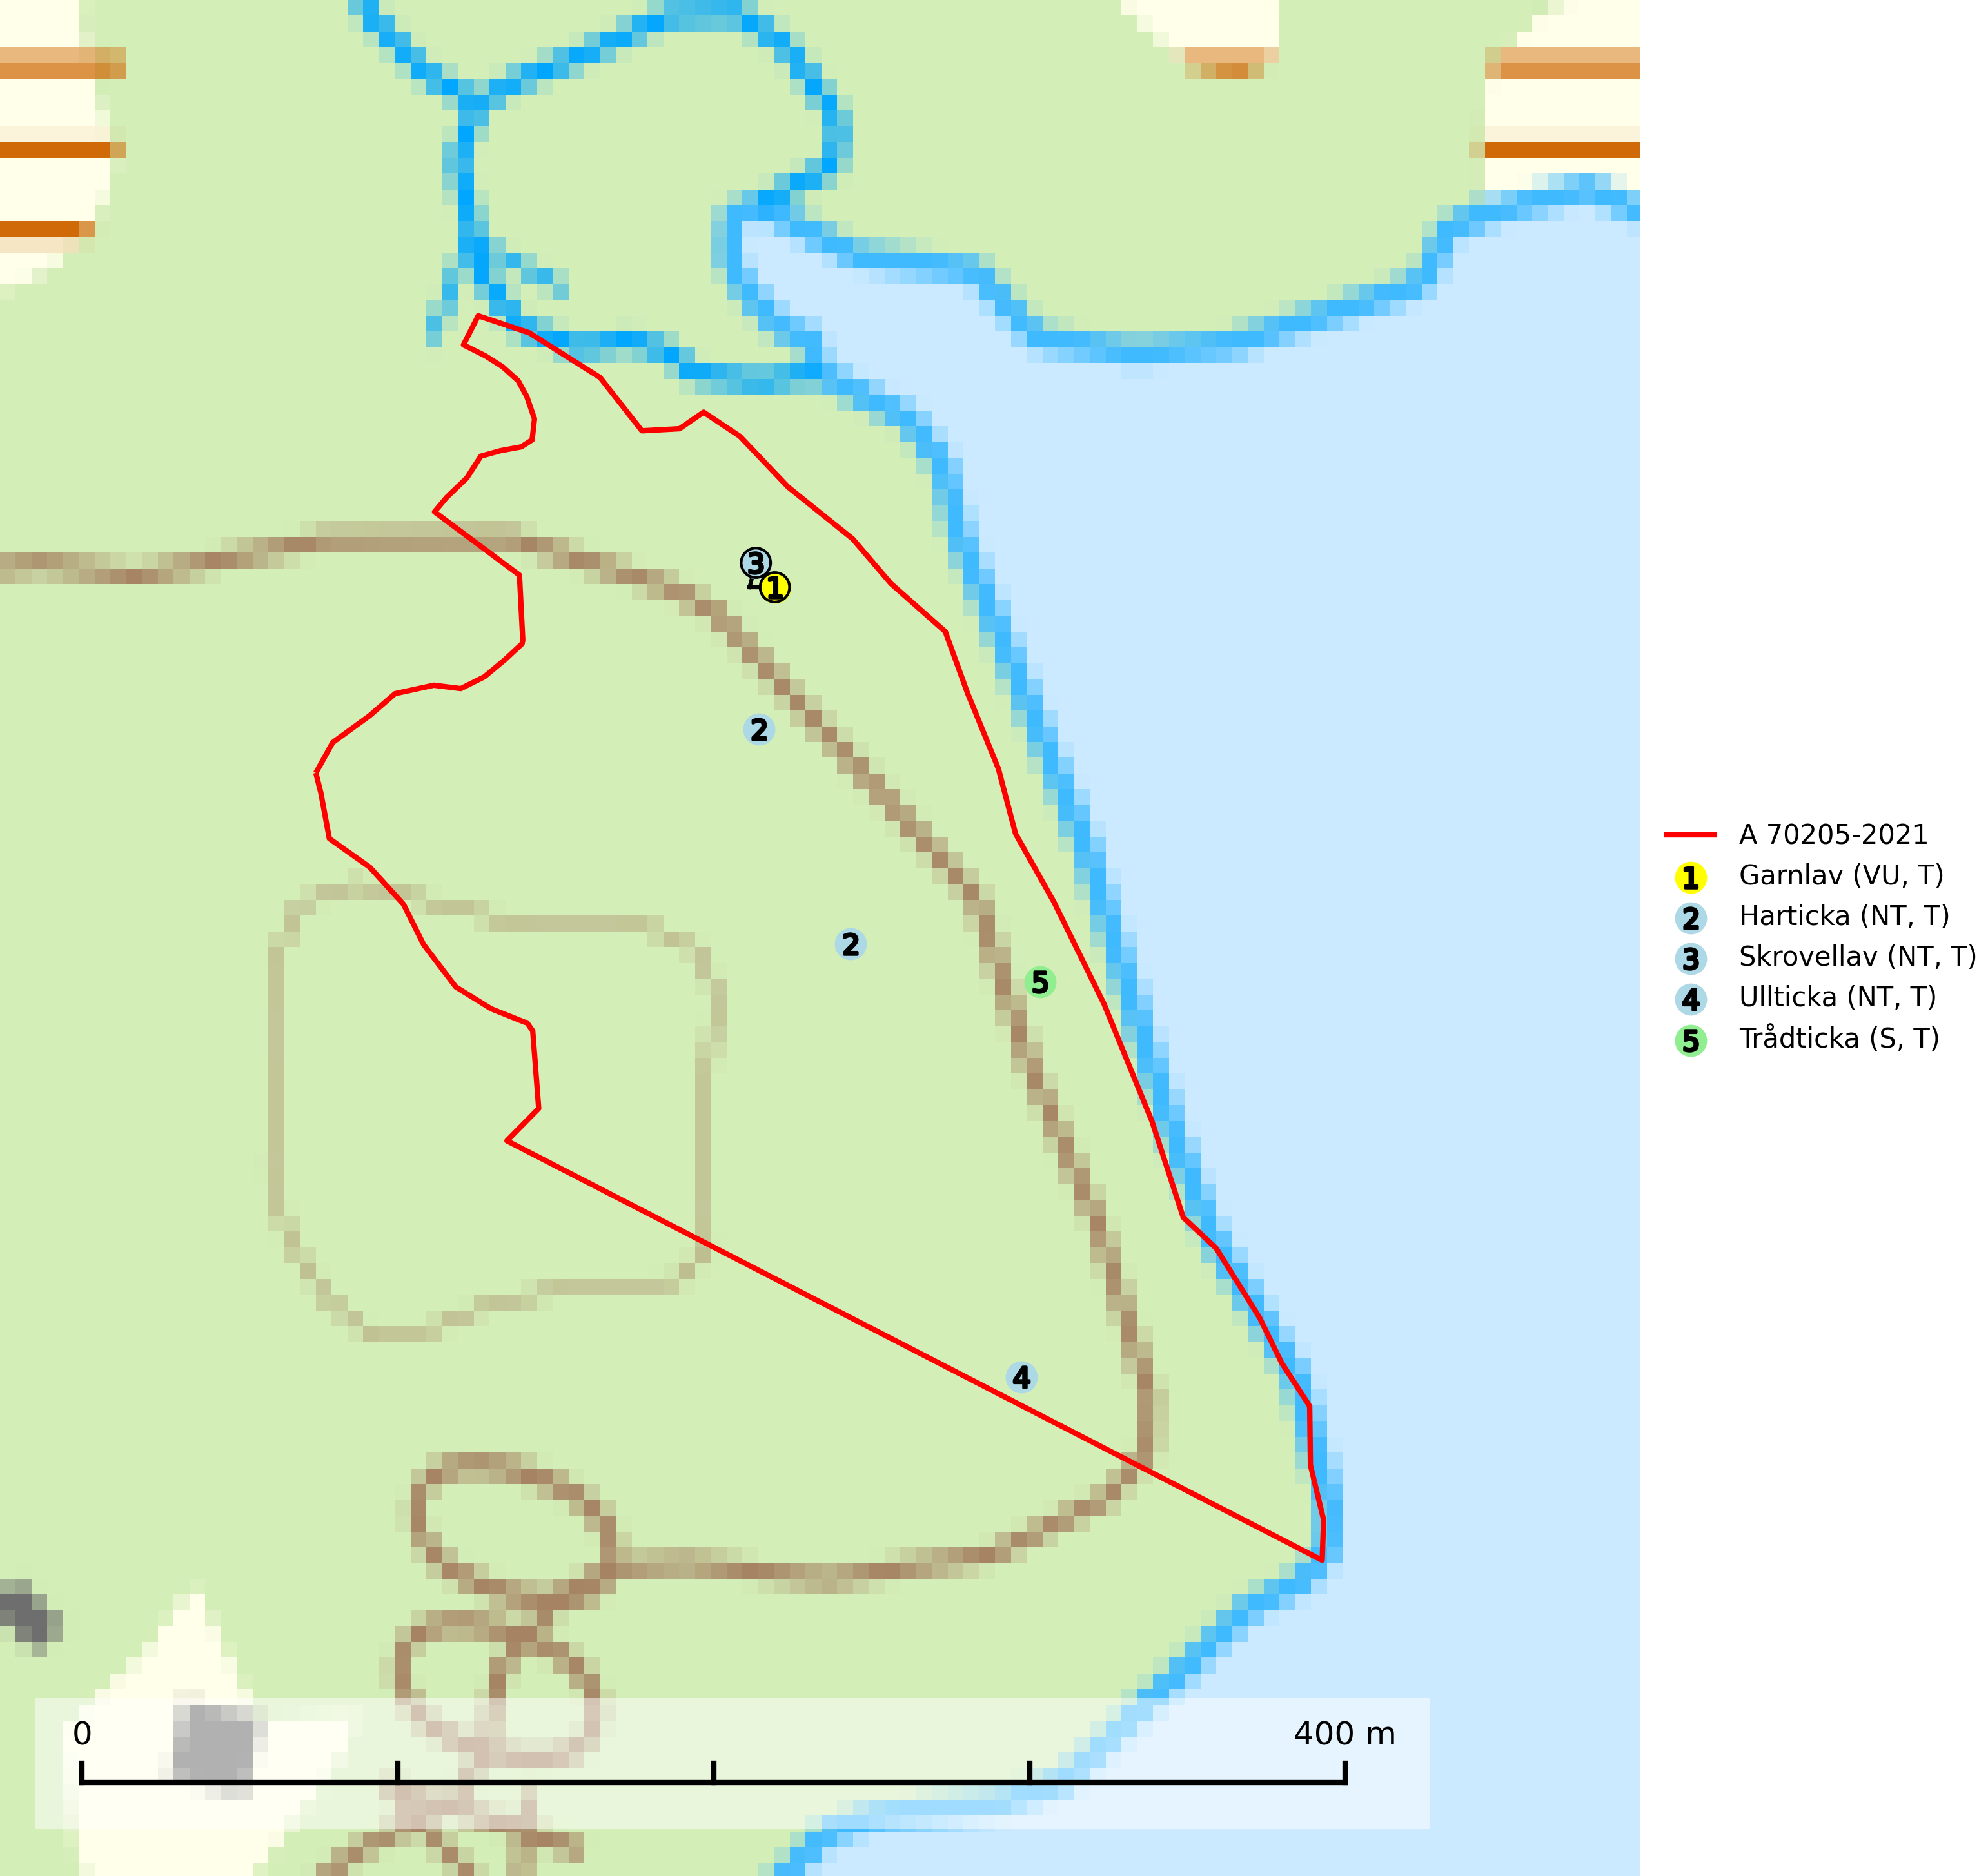 3
1
2
2
5
4
0 400 m
A 70205-2021
1 Garnlav (VU, T)
2 Harticka (NT, T)
3 Skrovellav (NT, T)
4 Ullticka (NT, T)
5 Trådticka (S, T)